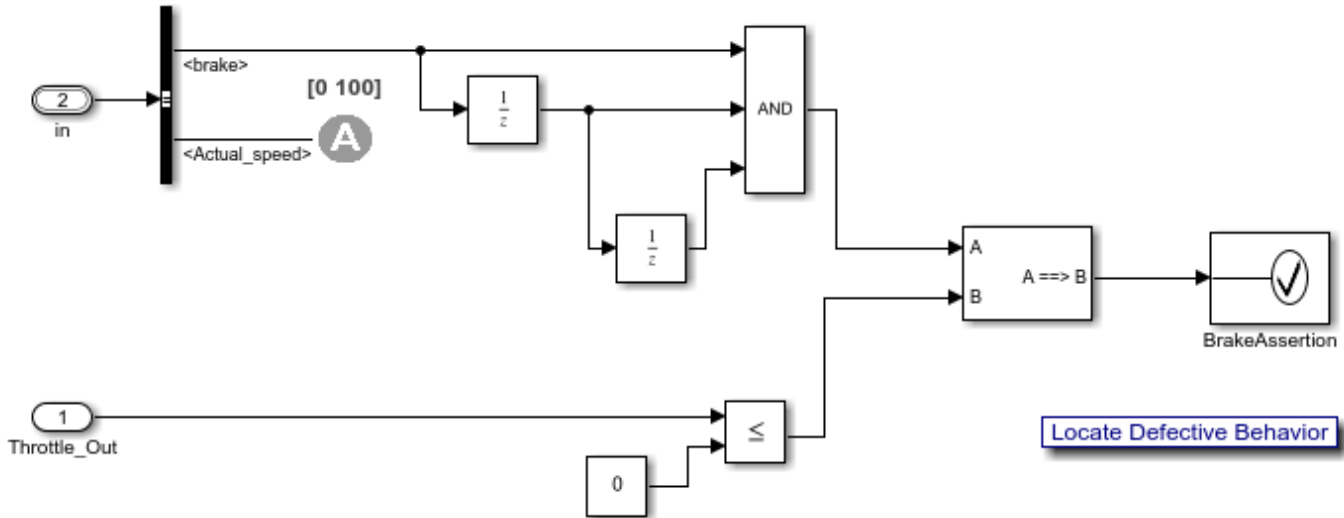 2
in
<brake>
<Actual_speed>
[0 100]
A
1
z
1
z
AND
A
B
A ==> B
BrakeAssertion
1
Throttle_Out
0
≤
Locate Defective Behavior